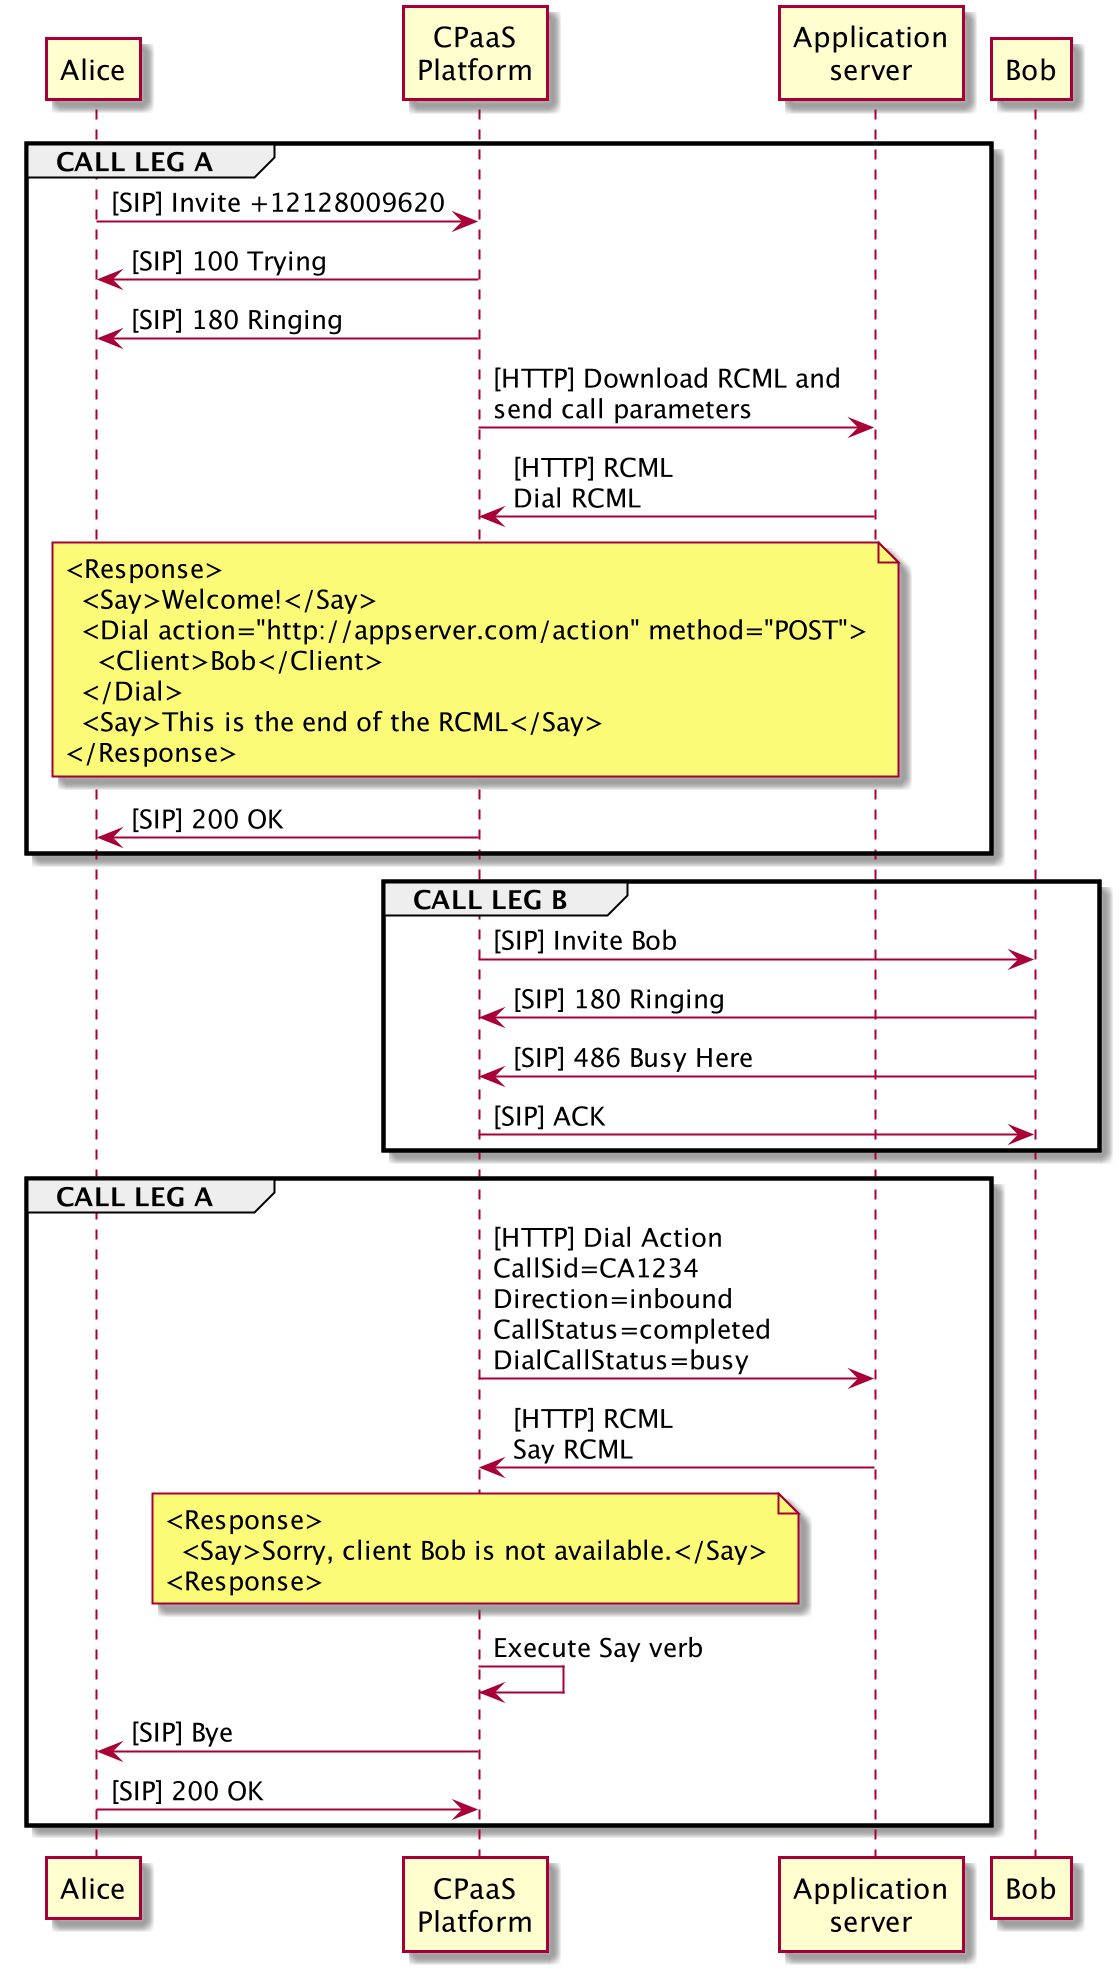 Alice
CPaaS
Platform
Application
server
Bob
CALL LEG A
[SIP] Invite +12128009620
[SIP] 100 Trying
[SIP] 180 Ringing
[HTTP] Download RCML and
send call parameters
[HTTP] RCML
Dial RCML
<Response>
  <Say>Welcome!</Say>
  <Dial action="http://appserver.com/action" method="POST">
    <Client>Bob</Client>
  </Dial>
  <Say>This is the end of the RCML</Say>
</Response>
[SIP] 200 OK
CALL LEG B
[SIP] Invite Bob
[SIP] 180 Ringing
[SIP] 486 Busy Here
[SIP] ACK
CALL LEG A
[HTTP] Dial Action
CallSid=CA1234
Direction=inbound
CallStatus=completed
DialCallStatus=busy
[HTTP] RCML
Say RCML
<Response>
  <Say>Sorry, client Bob is not available.</Say>
<Response>
Execute Say verb
[SIP] Bye
[SIP] 200 OK
Alice
CPaaS
Platform
Application
server
Bob